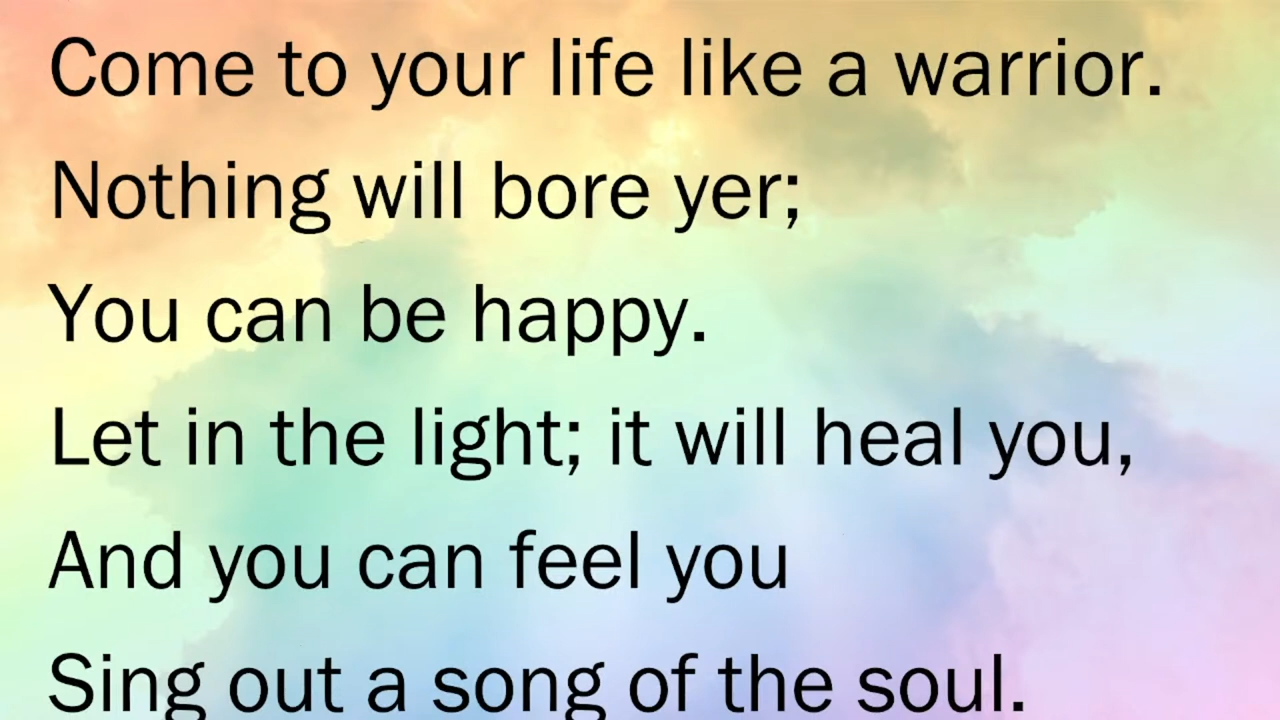 Come to your life like a warrior.
Nothing will bore yer;
You can be happy.
Let in the light; it will heal you,
And you can feel you
Sing out a song of the soul.